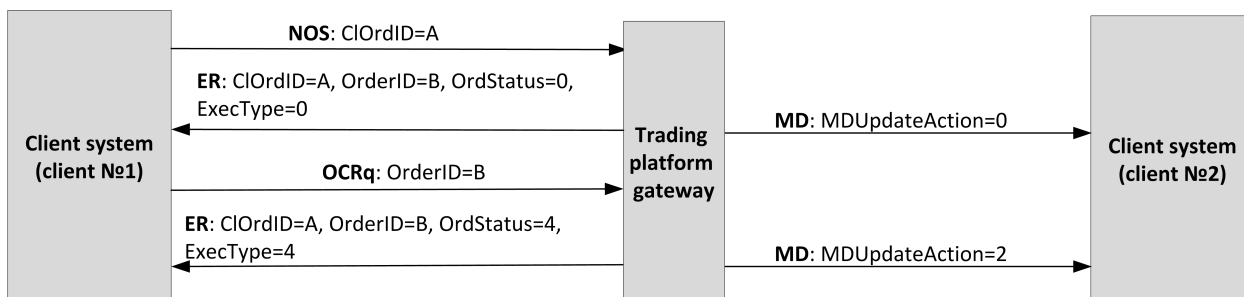 NOS: ClOrdID=A
ER: ClOrdID=A, OrderID=B, OrdStatus=0,
ExecType=0
Client system
(client №1)
Trading
platform
gateway
MD: MDUpdateAction=0
Client system
(client №2)
OCRq: OrderID=B
ER: ClOrdID=A, OrderID=B, OrdStatus=4,
ExecType=4
MD: MDUpdateAction=2